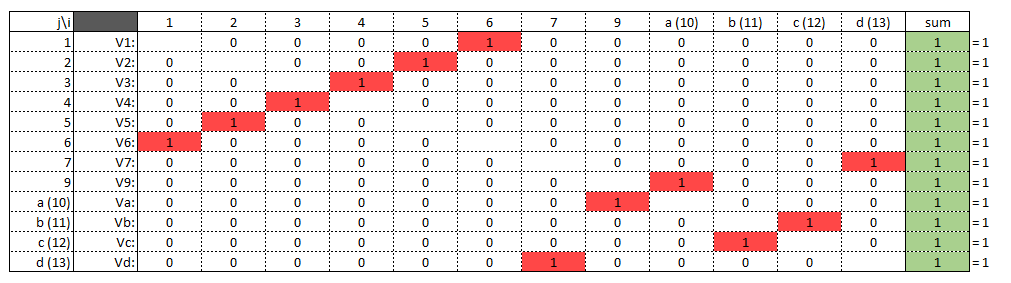 j\i 1 2 3 4 5 6 7 9 a (10) b (11) c (12) d (13) sum
1 V1: 0 0 0 0 1 0 0 0 0 0 0 1 = 1
2 V2: 0 0 0 1 0 0 0 0 0 0 0 1 = 1
3 V3: 0 0 1 0 0 0 0 0 0 0 0 1 = 1
4 V4: 0 0 1 0 0 0 0 0 0 0 0 1 = 1
5 V5: 0 1 0 0 0 0 0 0 0 0 0 1 = 1
6 V6: 1 0 0 0 0 0 0 0 0 0 0 1 = 1
7 V7: 0 0 0 0 0 0 0 0 0 0 1 1 = 1
9 V9: 0 0 0 0 0 0 0 1 0 0 0 1 = 1
a (10) Va: 0 0 0 0 0 0 0 1 0 0 0 1 = 1
b (11) Vb: 0 0 0 0 0 0 0 0 0 1 0 1 = 1
c (12) Vc: 0 0 0 0 0 0 0 0 0 1 0 1 = 1
d (13) Vd: 0 0 0 0 0 0 1 0 0 0 0 1 = 1